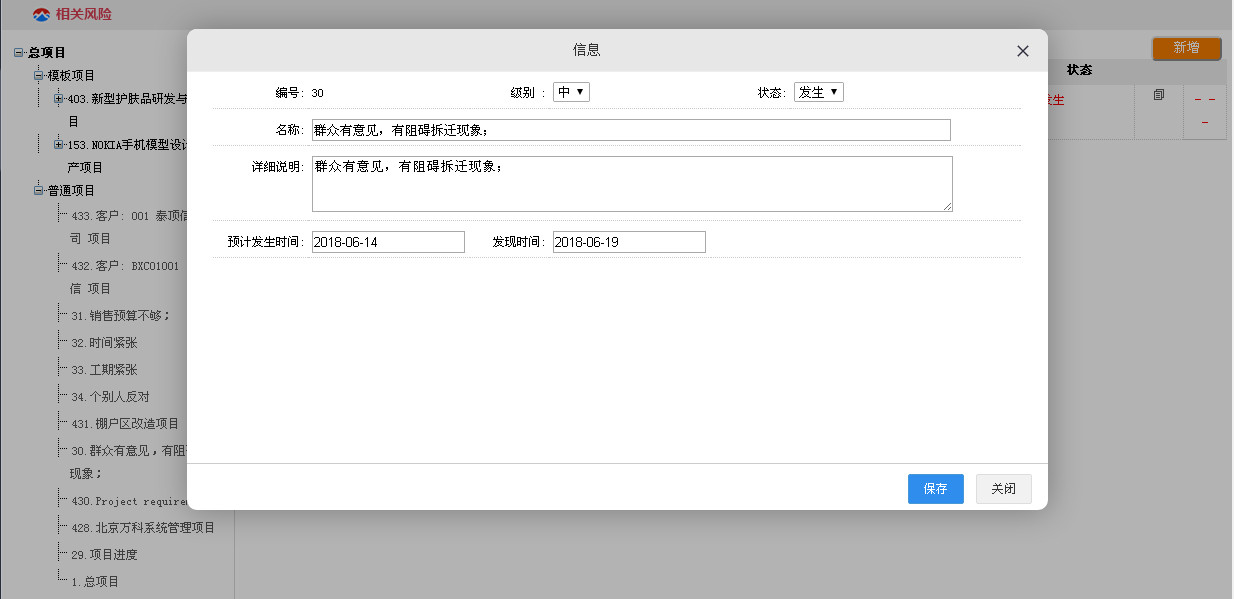 相关风险
总项目
模板项目
403.新型护肤品研发与
目
153.NOKIA手机模型设计
产项目
普通项目
433.客户: 001 泰顶信
司 项目
432.客户: BXC01001
信 项目
31.销售预算不够；
32.时间紧张
33.工期紧张
34.个别人反对
431.棚户区改造项目
30.群众有意见，有阻
现象；
430.Project require
428.北京万科系统管理项目
29.项目进度
1.总项目
新增
状态
发生
信息
编号: 30
级别 : 中
状态: 发生
名称: 群众有意见，有阻碍拆迁现象；
详细说明: 群众有意见，有阻碍拆迁现象；
预计发生时间: 2018-06-14
发现时间: 2018-06-19
保存
关闭